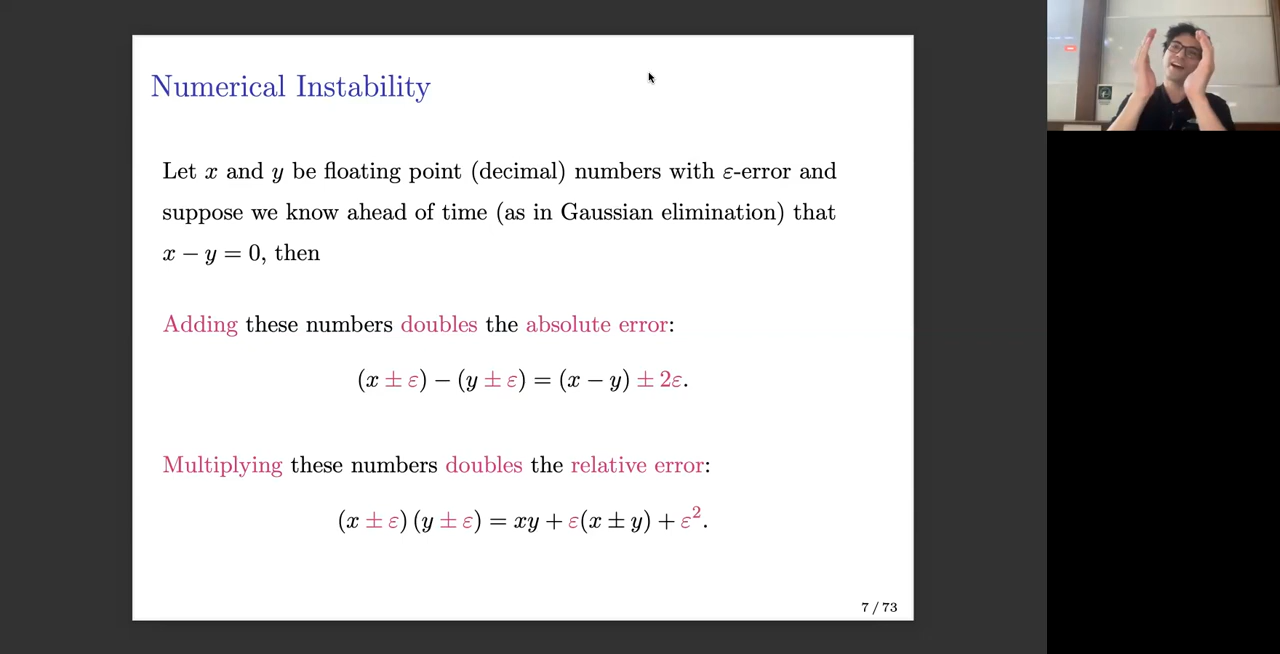 Numerical Instability
Let x and y be floating point (decimal) numbers with ε-error and
suppose we know ahead of time (as in Gaussian elimination) that
x − y = 0, then
Adding these numbers doubles the absolute error:
(x ± ε) − (y ± ε) = (x − y) ± 2ε.
Multiplying these numbers doubles the relative error:
(x ± ε) (y ± ε) = xy + ε(x ± y) + ε².
7 / 73